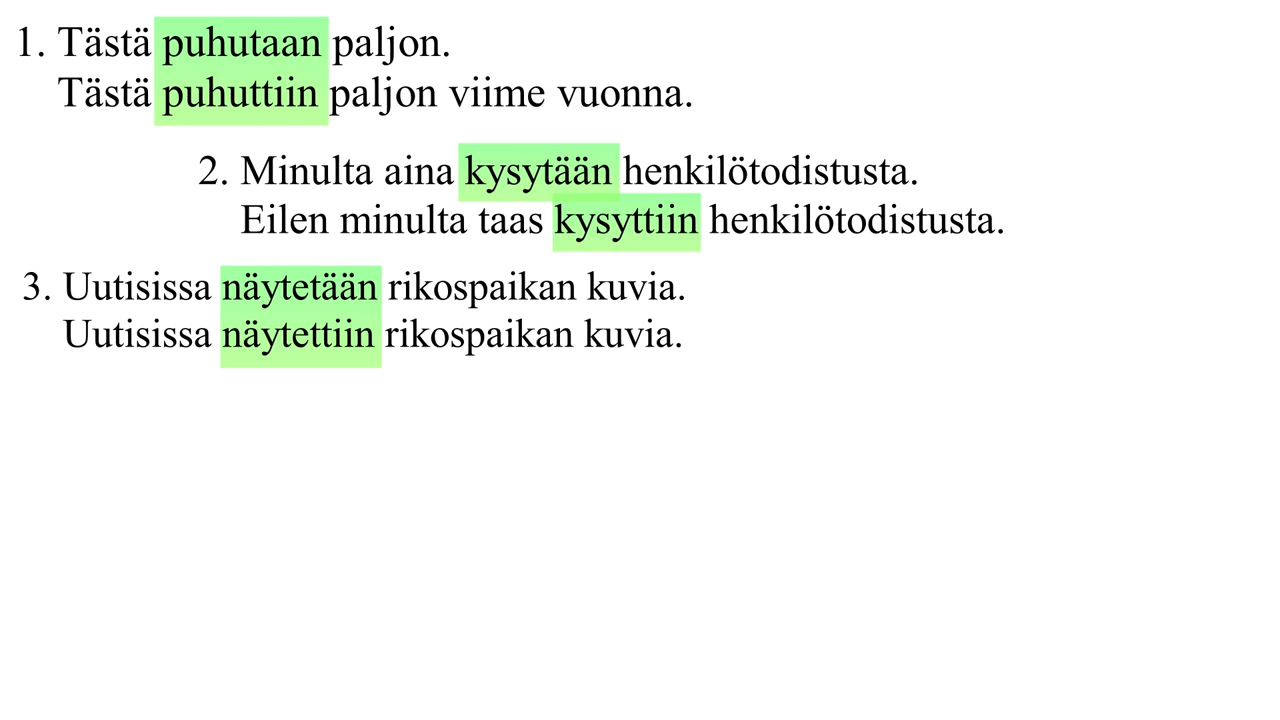 1. Tästä puhutaan paljon.
Tästä puhuttiin paljon viime vuonna.
2. Minulta aina kysytään henkilötodistusta.
Eilen minulta taas kysyttiin henkilötodistusta.
3. Uutisissa näytetään rikospaikan kuvia.
Uutisissa näytettiin rikospaikan kuvia.